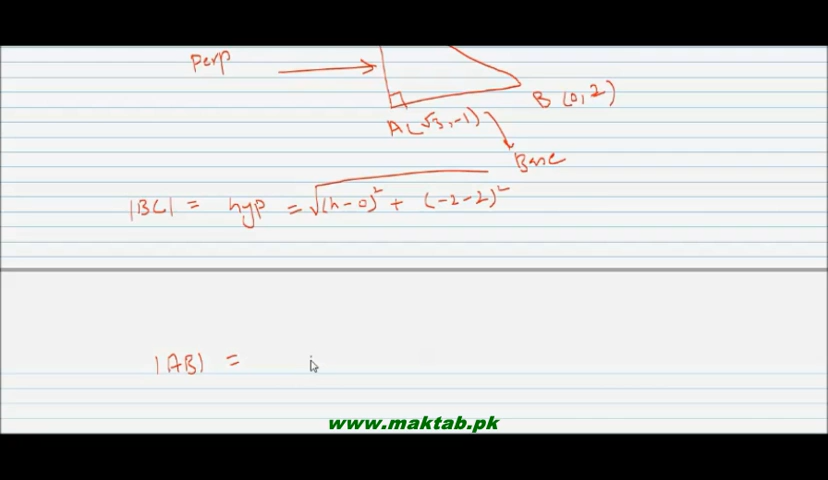 Perp
B (0,2)
A(√3,-1)
Base
|BC| = hyp = √(h-0)² + (-2-2)²
|AB| =
www.maktab.pk